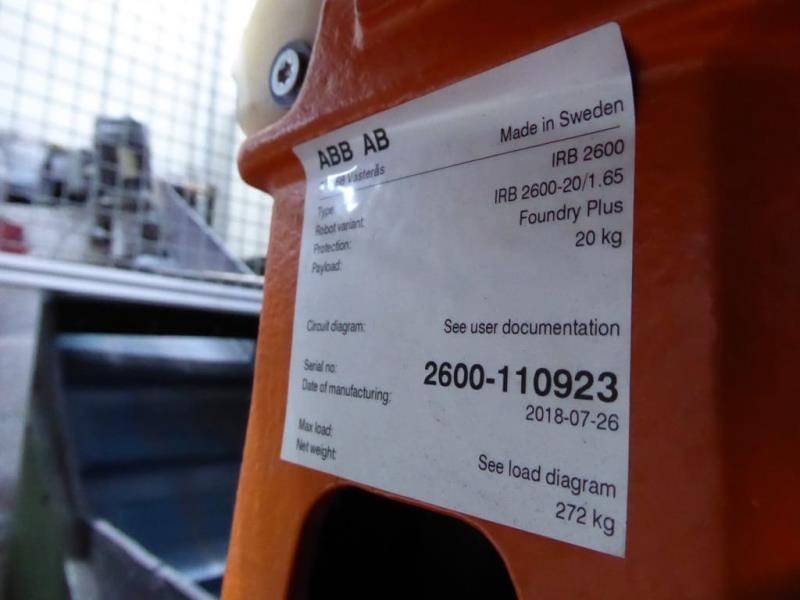 ABB AB
Made in Sweden
Västerås
Type
IRB 2600
Robot variant:
IRB 2600-20/1.65
Protection:
Foundry Plus
Payload:
20 kg
Circuit diagram:
See user documentation
Serial no:
2600-110923
Date of manufacturing:
2018-07-26
Max load:
See load diagram
Net weight:
272 kg